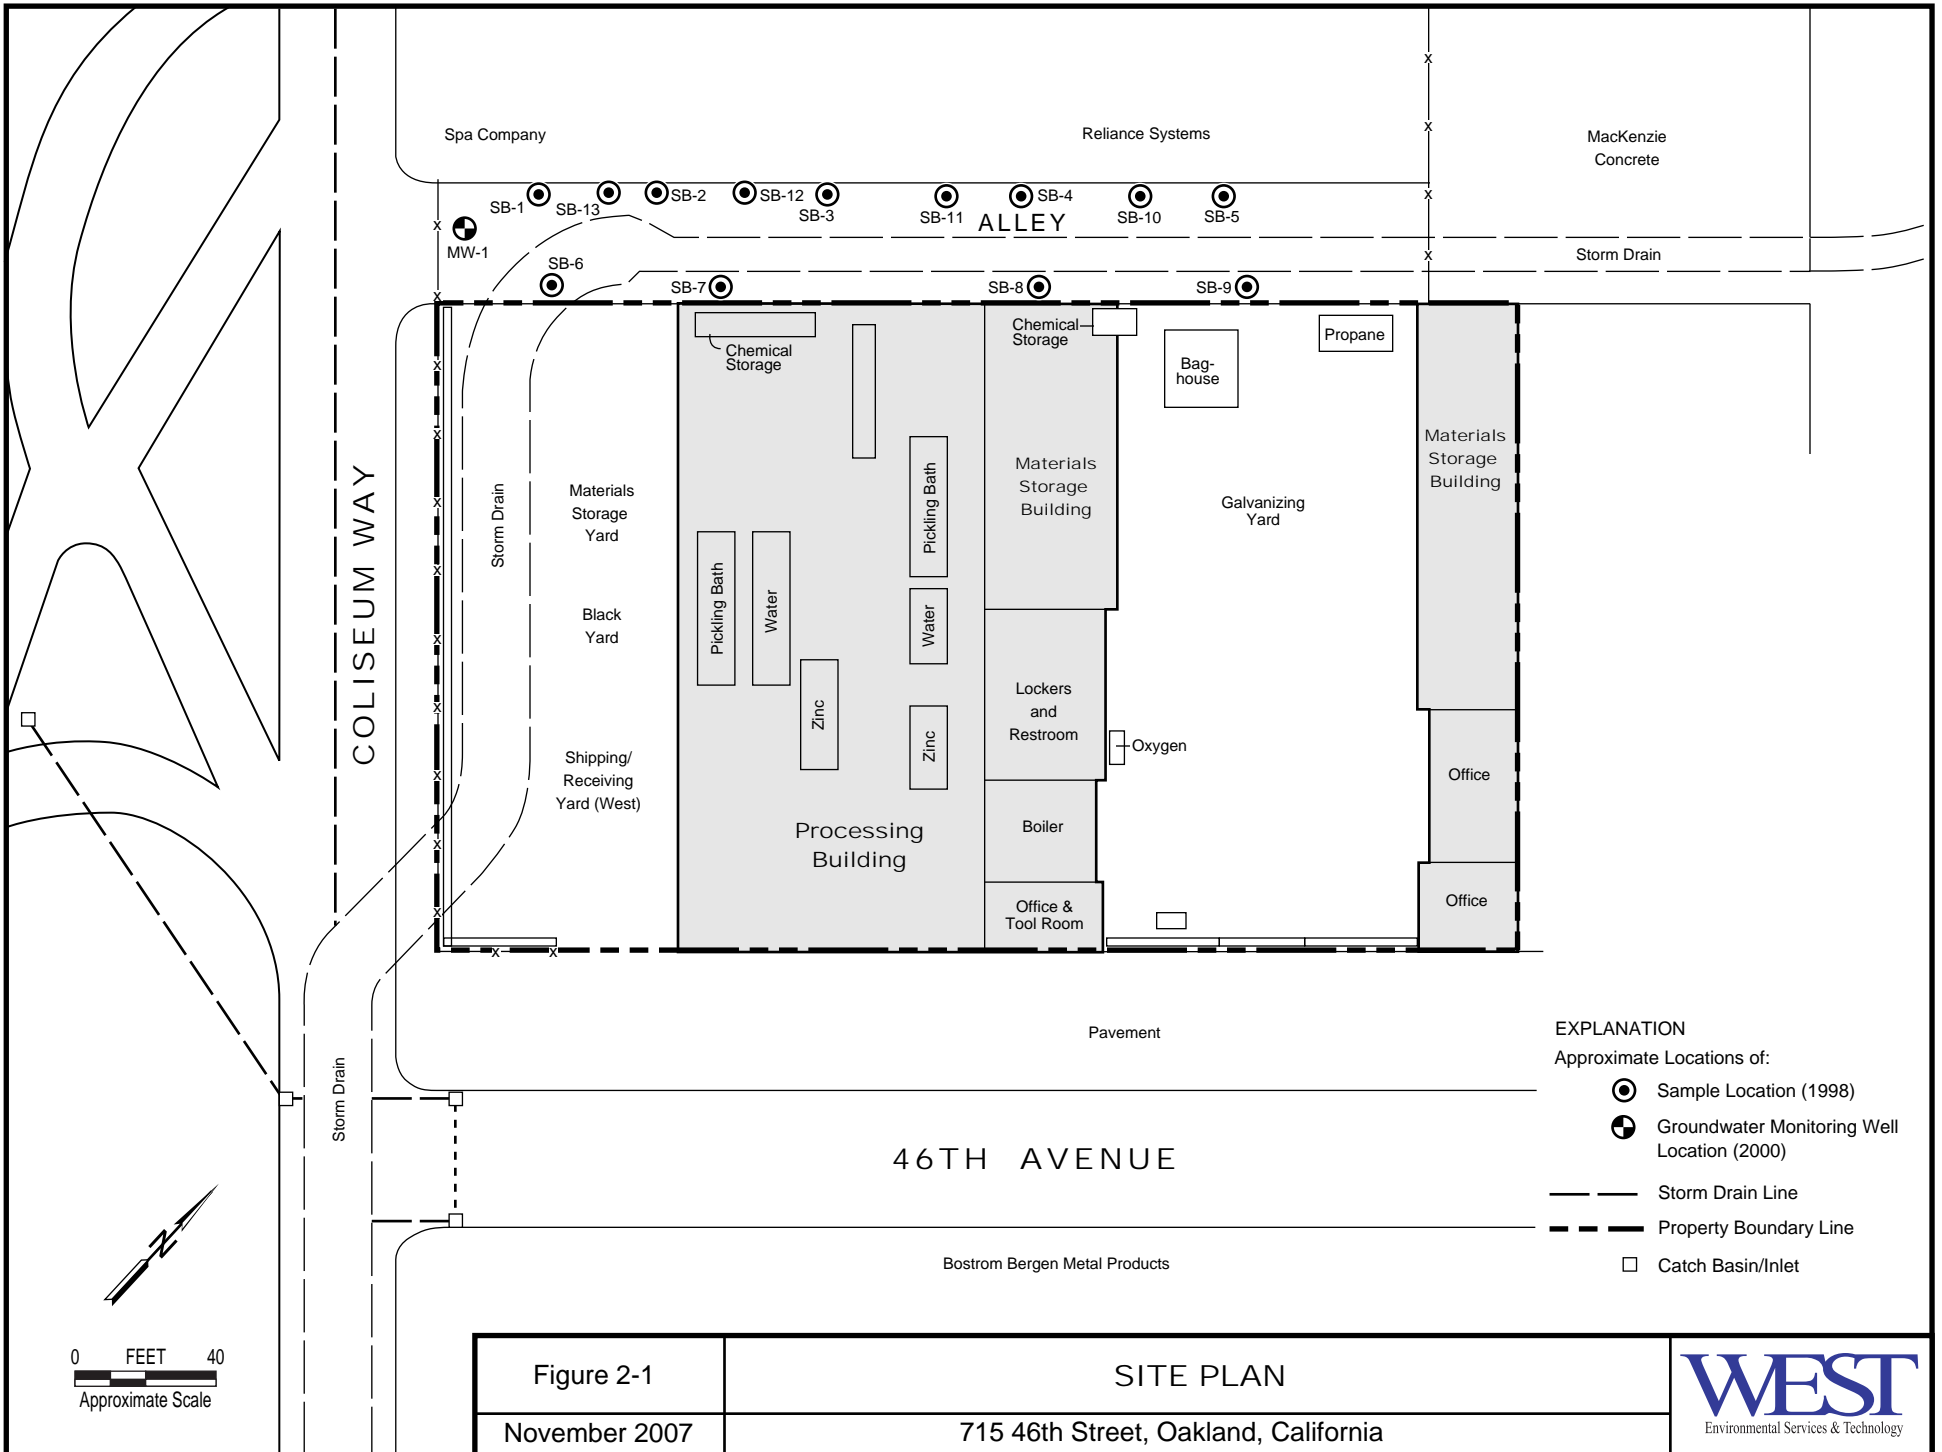 Spa Company
Reliance Systems
MacKenzie
Concrete
SB-1
SB-13
SB-2
SB-12
SB-3
SB-11
SB-4
SB-10
SB-5
ALLEY
MW-1
SB-6
SB-7
SB-8
SB-9
Storm Drain
Chemical
Storage
Chemical
Storage
Bag-
house
Propane
Materials
Storage
Building
Materials
Storage
Building
Galvanizing
Yard
COLISEUM WAY
Storm Drain
Materials
Storage
Yard
Black
Yard
Shipping/
Receiving
Yard (West)
Pickling Bath
Water
Zinc
Pickling Bath
Water
Zinc
Processing
Building
Lockers
and
Restroom
Oxygen
Boiler
Office &
Tool Room
Office
Office
Pavement
Storm Drain
46TH AVENUE
Bostrom Bergen Metal Products
EXPLANATION
Approximate Locations of:
Sample Location (1998)
Groundwater Monitoring Well
Location (2000)
Storm Drain Line
Property Boundary Line
Catch Basin/Inlet
N
0 FEET 40
Approximate Scale
Figure 2-1
SITE PLAN
November 2007
715 46th Street, Oakland, California
WEST
Environmental Services & Technology